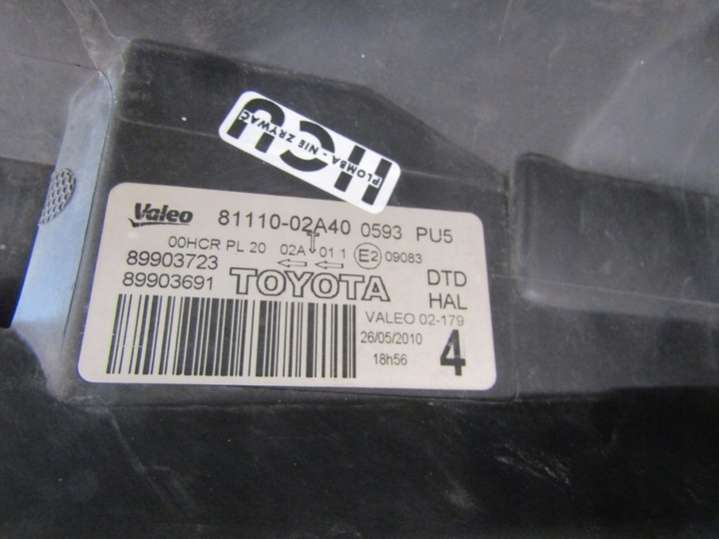 HCU
PLOMBA - NIE ZRYWAĆ
Valeo 81110-02A40 0593 PU5
00HCR PL 20 02A 01 1 E2 09083
89903723 DTD
89903691 TOYOTA HAL
VALEO 02-179
26/05/2010 4
18h56